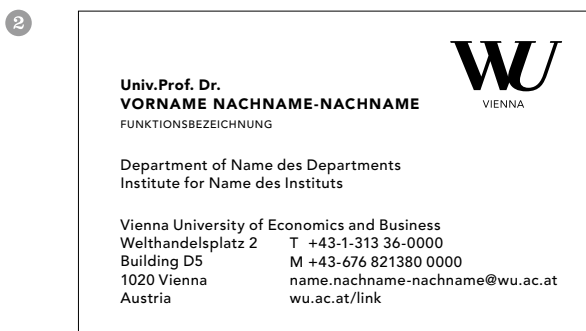 2
WU
VIENNA
Univ.Prof. Dr.
VORNAME NACHNAME-NACHNAME
FUNKTIONSBEZEICHNUNG
Department of Name des Departments
Institute for Name des Instituts
Vienna University of Economics and Business
Welthandelsplatz 2 T +43-1-313 36-0000
Building D5 M +43-676 821380 0000
1020 Vienna name.nachname-nachname@wu.ac.at
Austria wu.ac.at/link